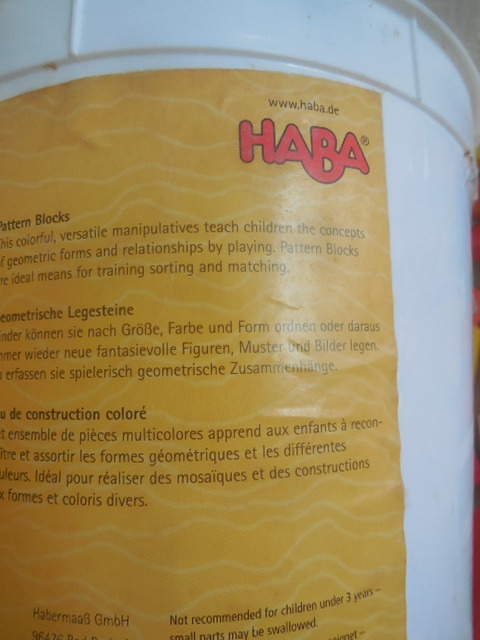 www.haba.de
HABA®
Pattern Blocks
his colorful, versatile manipulatives teach children the concepts
f geometric forms and relationships by playing. Pattern Blocks
re ideal means for training sorting and matching.
eometrische Legesteine
inder können sie nach Größe, Farbe und Form ordnen oder daraus
mer wieder neue fantasievolle Figuren, Muster und Bilder legen.
erfassen sie spielerisch geometrische Zusammenhänge.
u de construction coloré
et ensemble de pièces multicolores apprend aux enfants à recon-
ître et assortir les formes géométriques et les différentes
uleurs. Idéal pour réaliser des mosaïques et des constructions
x formes et coloris divers.
Habermaaß GmbH
Not recommended for children under 3 years –
small parts may be swallowed.